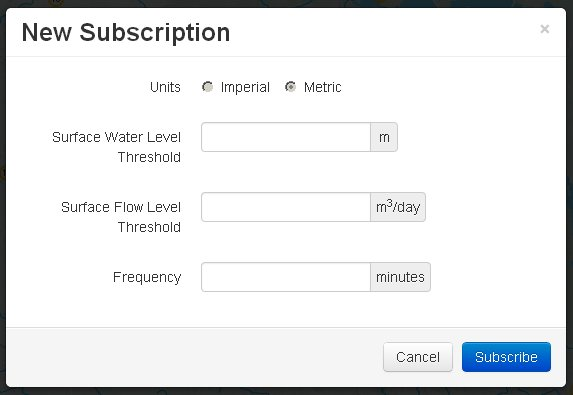 New Subscription ×
Units Imperial Metric
Surface Water Level
Threshold
m
Surface Flow Level
Threshold
m³/day
Frequency minutes
Cancel Subscribe